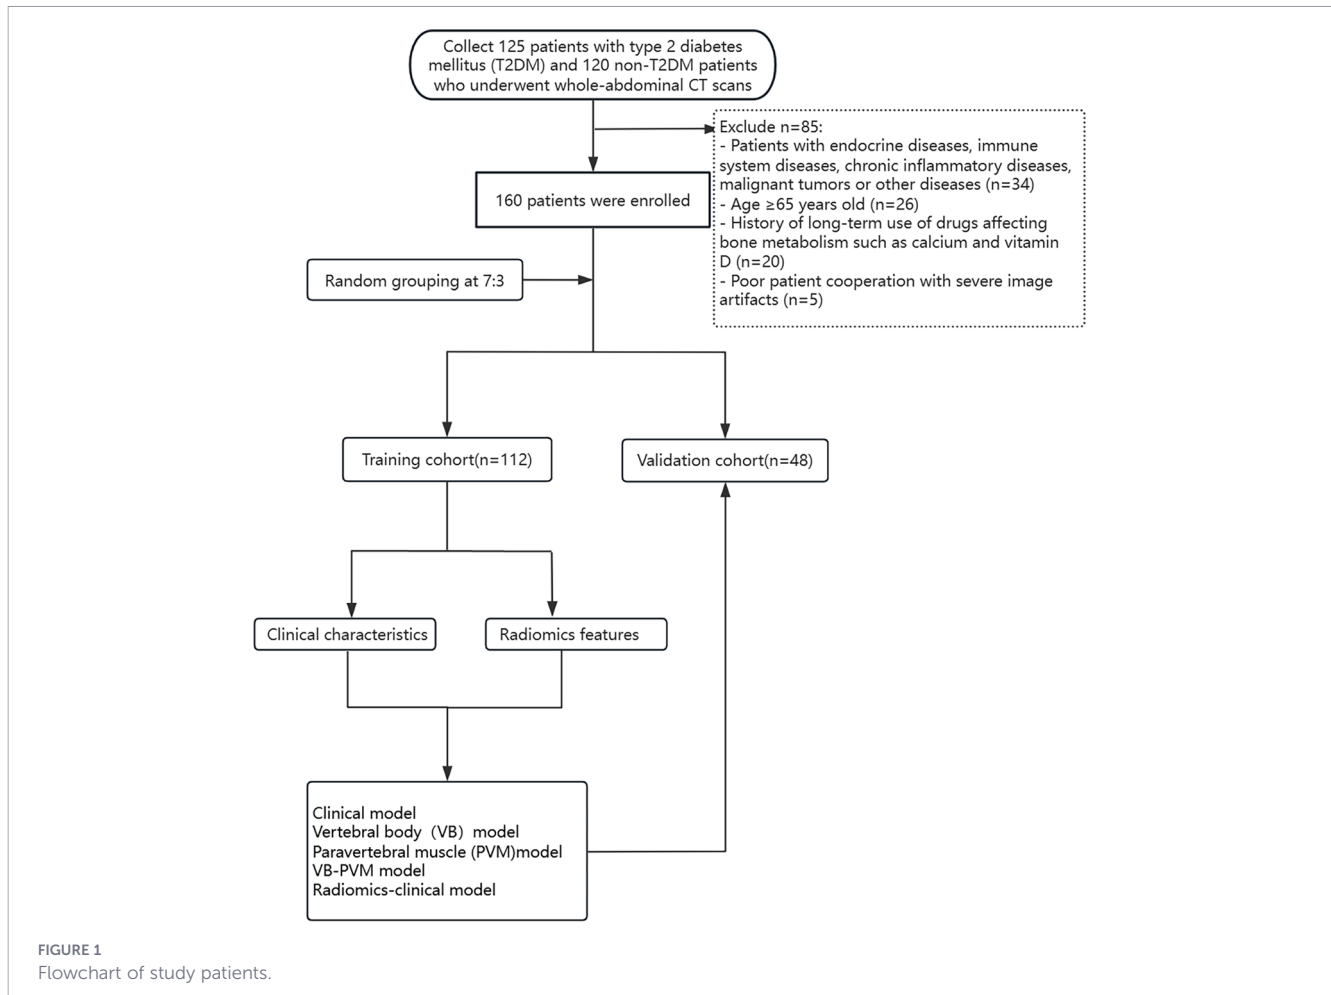 Collect 125 patients with type 2 diabetes
mellitus (T2DM) and 120 non-T2DM patients
who underwent whole-abdominal CT scans
Exclude n=85:
- Patients with endocrine diseases, immune
system diseases, chronic inflammatory diseases,
malignant tumors or other diseases (n=34)
- Age ≥65 years old (n=26)
- History of long-term use of drugs affecting
bone metabolism such as calcium and vitamin
D (n=20)
- Poor patient cooperation with severe image
artifacts (n=5)
160 patients were enrolled
Random grouping at 7:3
Training cohort(n=112)
Validation cohort(n=48)
Clinical characteristics
Radiomics features
Clinical model
Vertebral body（VB）model
Paravertebral muscle (PVM)model
VB-PVM model
Radiomics-clinical model
FIGURE 1
Flowchart of study patients.